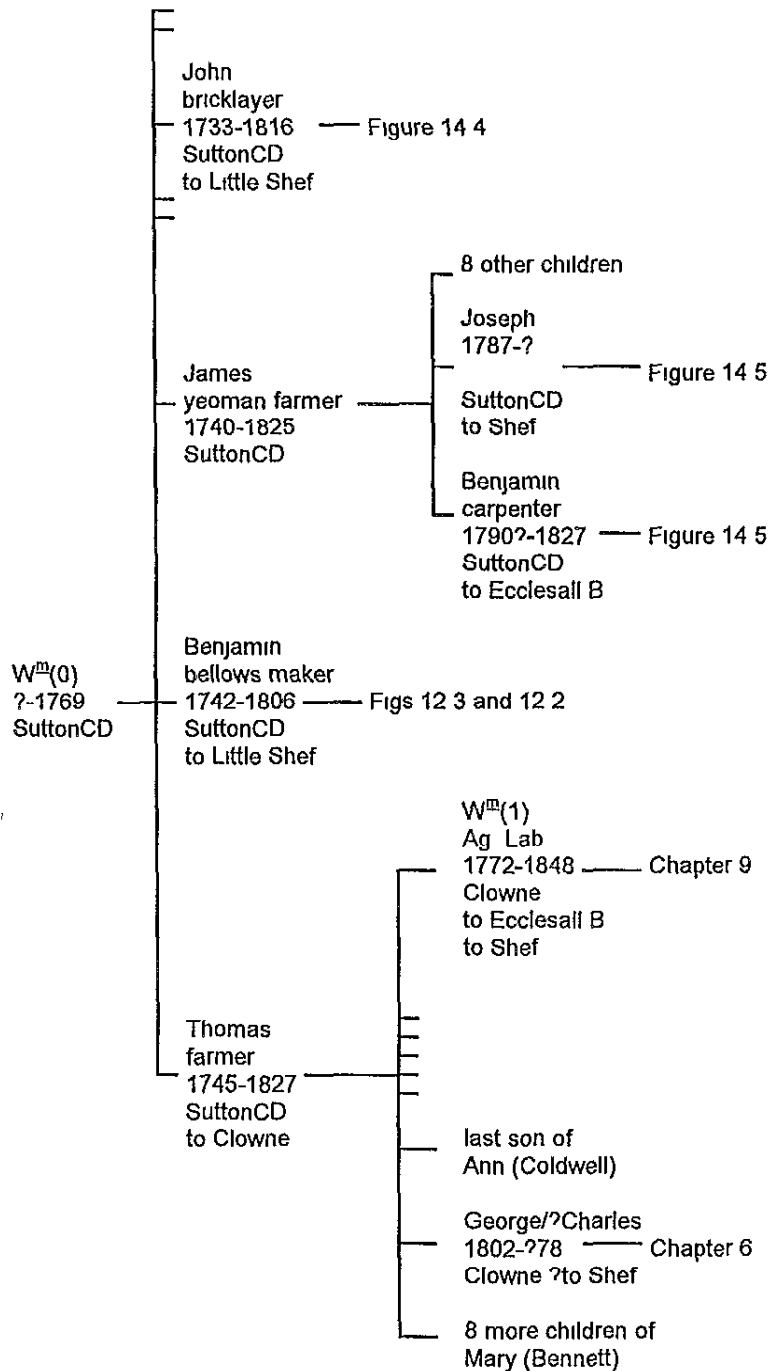 John
bricklayer
1733-1816 Figure 14 4
SuttonCD
to Little Shef
8 other children
Joseph
1787-?
Figure 14 5
SuttonCD
to Shef
James
yeoman farmer
1740-1825
SuttonCD
Benjamin
carpenter
1790?-1827 Figure 14 5
SuttonCD
to Ecclesall B
Wm(0)
?-1769
SuttonCD
Benjamin
bellows maker
1742-1806 Figs 12 3 and 12 2
SuttonCD
to Little Shef
Wm(1)
Ag Lab
1772-1848 Chapter 9
Clowne
to Ecclesall B
to Shef
Thomas
farmer
1745-1827
SuttonCD
to Clowne
last son of
Ann (Coldwell)
George/?Charles
1802-?78 Chapter 6
Clowne ?to Shef
8 more children of
Mary (Bennett)